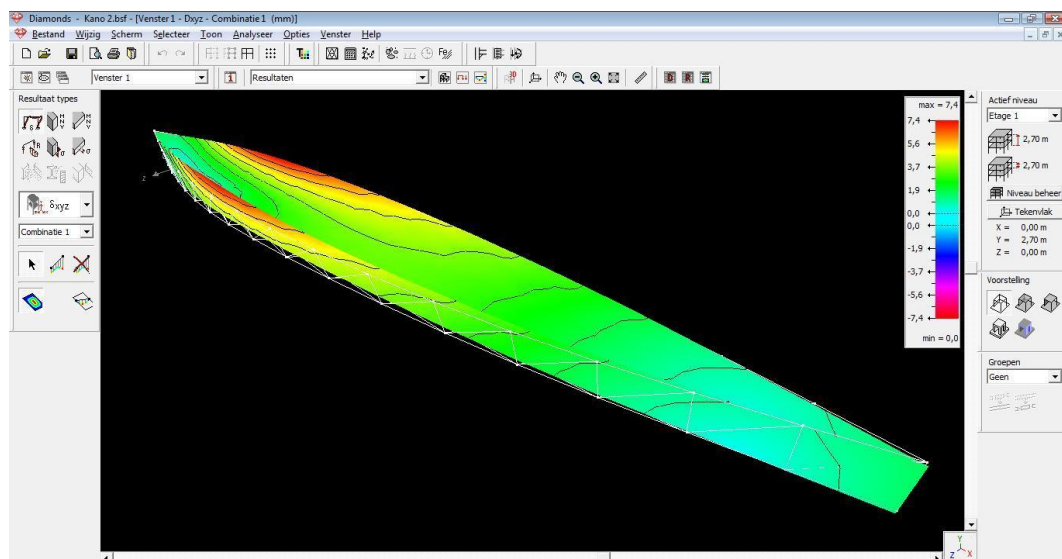 Diamonds - Kano 2.bsf - [Venster 1 - Dxyz - Combinatie 1 (mm)]
Bestand Wijzig Scherm Selecteer Toon Analyseer Opties Venster Help
Venster 1
Resultaten
Resultaat types
δxyz
Combinatie 1
z
max = 7,4
7,4
5,6
3,7
1,9
0,0
0,0
-1,9
-3,7
-5,6
-7,4
min = 0,0
Actief niveau
Etage 1
2,70 m
2,70 m
Niveau beheer
Tekenvlak
X = 0,00 m
Y = 2,70 m
Z = 0,00 m
Voorstelling
Groepen
Geen
Y
Z X